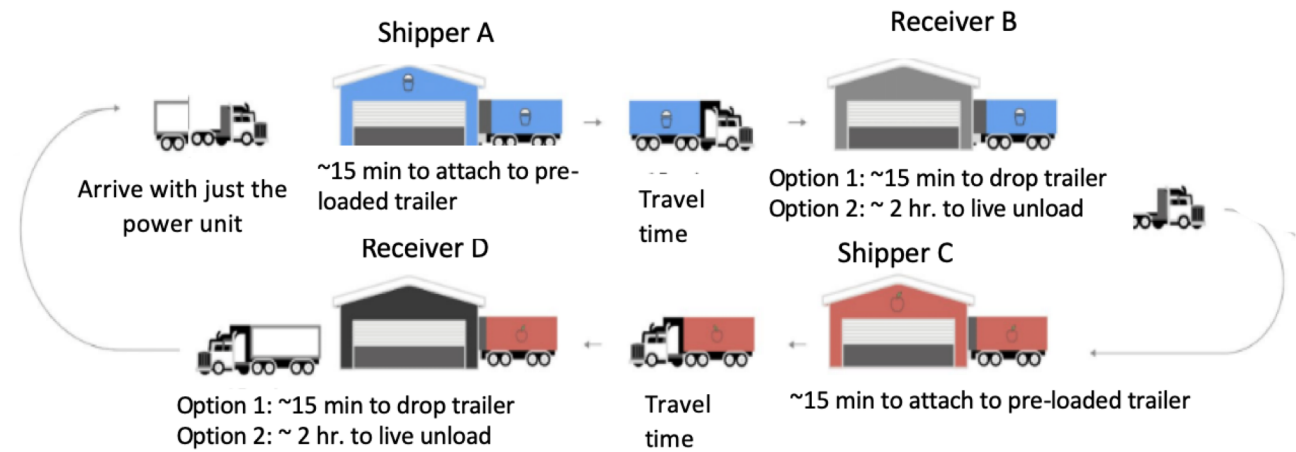 Shipper A
Receiver B
Arrive with just the
power unit
~15 min to attach to pre-
loaded trailer
Travel
time
Option 1: ~15 min to drop trailer
Option 2: ~ 2 hr. to live unload
Receiver D
Shipper C
Option 1: ~15 min to drop trailer
Option 2: ~ 2 hr. to live unload
Travel
time
~15 min to attach to pre-loaded trailer